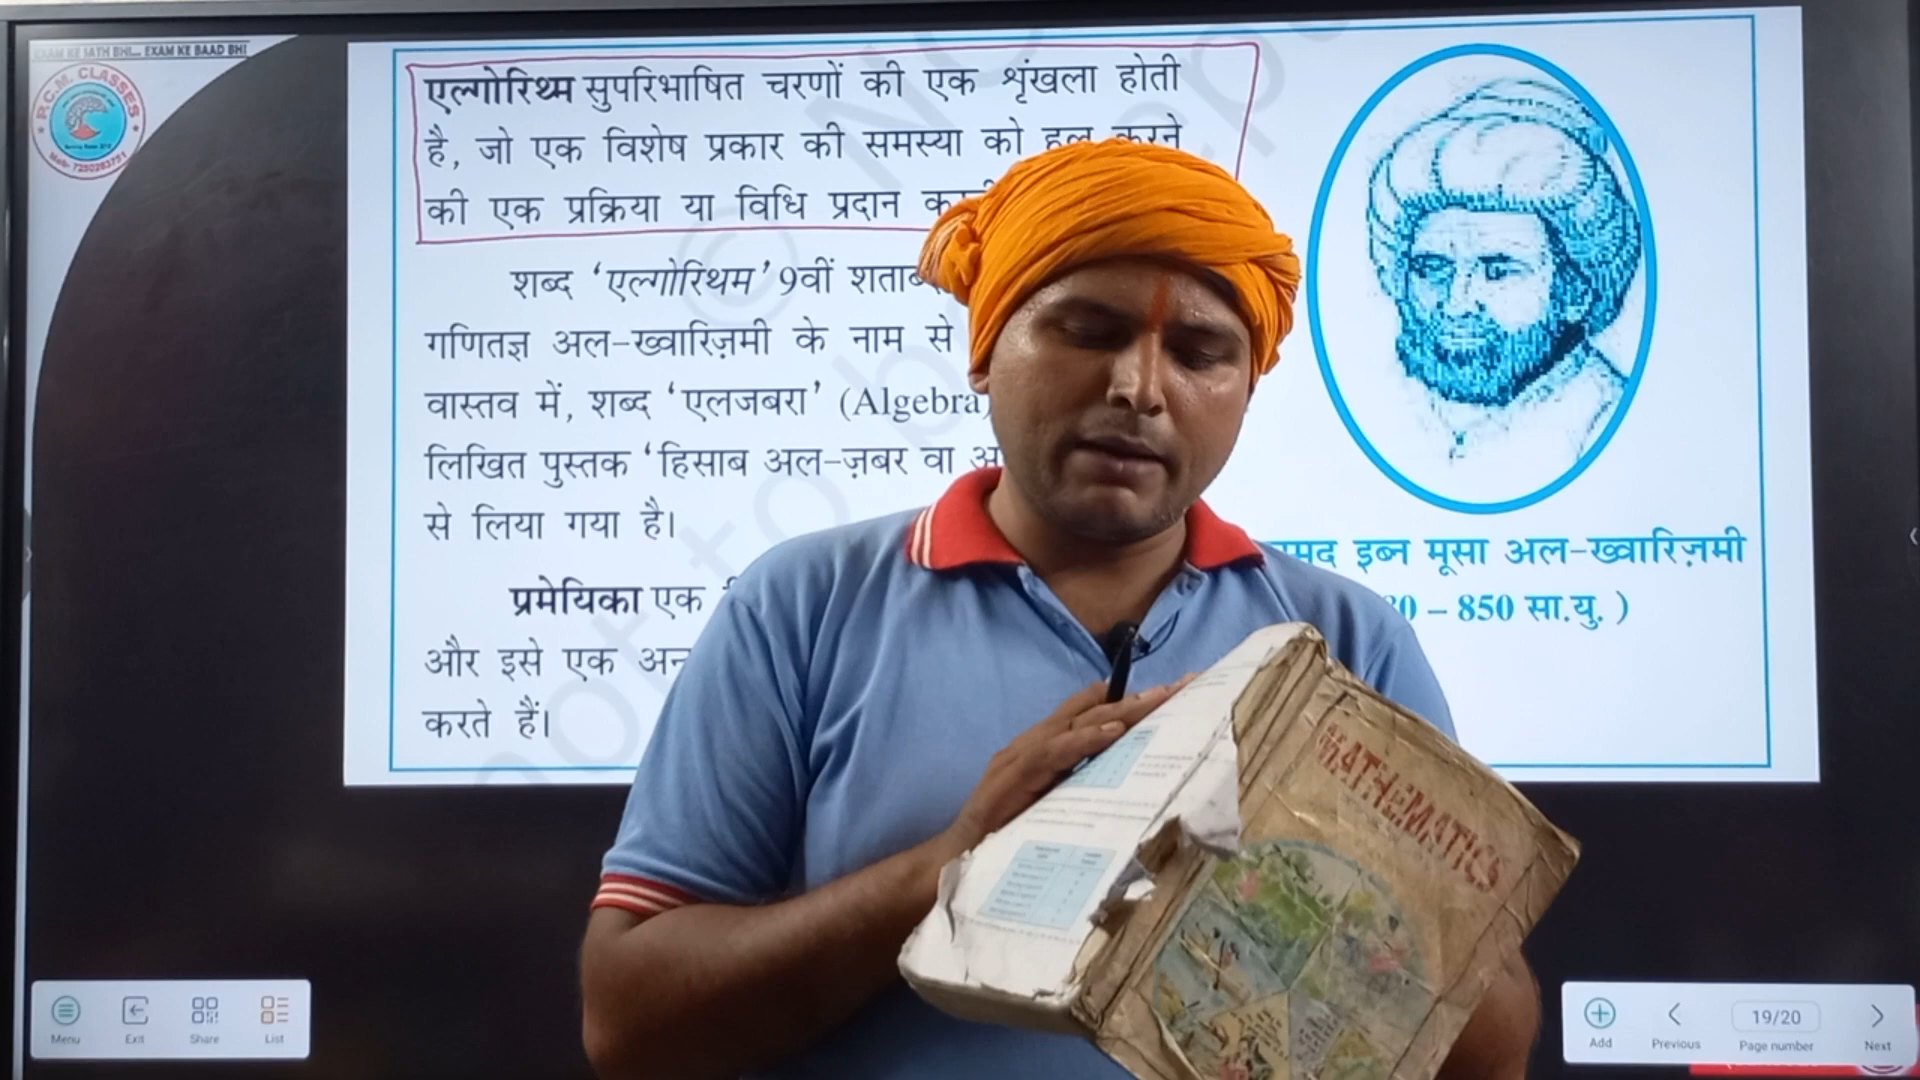 EXAM KE SATH BHI... EXAM KE BAAD BHI
P.C.M. CLASSES
एल्गोरिथ्म सुपरिभाषित चरणों की एक शृंखला होती
है, जो एक विशेष प्रकार की समस्या को हल करने
की एक प्रक्रिया या विधि प्रदान
शब्द ‘एल्गोरिथम’ 9वीं
गणितज्ञ अल-ख्वारिज़मी के नाम से
वास्तव में, शब्द ‘एलजबरा’ (Algebra)
लिखित पुस्तक ‘हिसाब अल-ज़बर वा
से लिया गया है।
प्रमेयिका एक
और इसे एक
करते हैं।
इब्न मूसा अल-ख्वारिज़मी
– 850 सा.यु. )
MATHEMATICS
Menu
Exit
Share
List
Add
Previous
19/20
Page number
Next